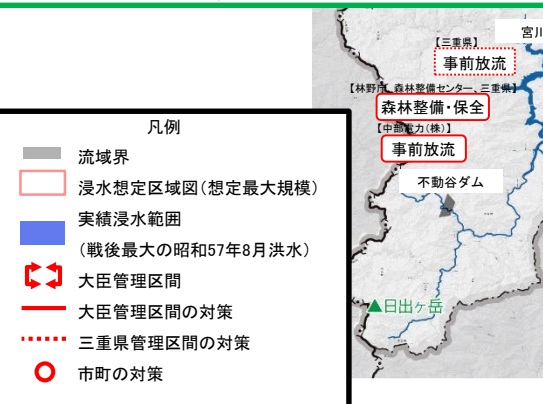 宮川
【三重県】
事前放流
【林野庁、森林整備センター、三重県】
森林整備・保全
【中部電力(株)】
事前放流
不動谷ダム
▲日出ヶ岳
凡例
流域界
浸水想定区域図(想定最大規模)
実績浸水範囲
(戦後最大の昭和57年8月洪水)
大臣管理区間
大臣管理区間の対策
三重県管理区間の対策
市町の対策